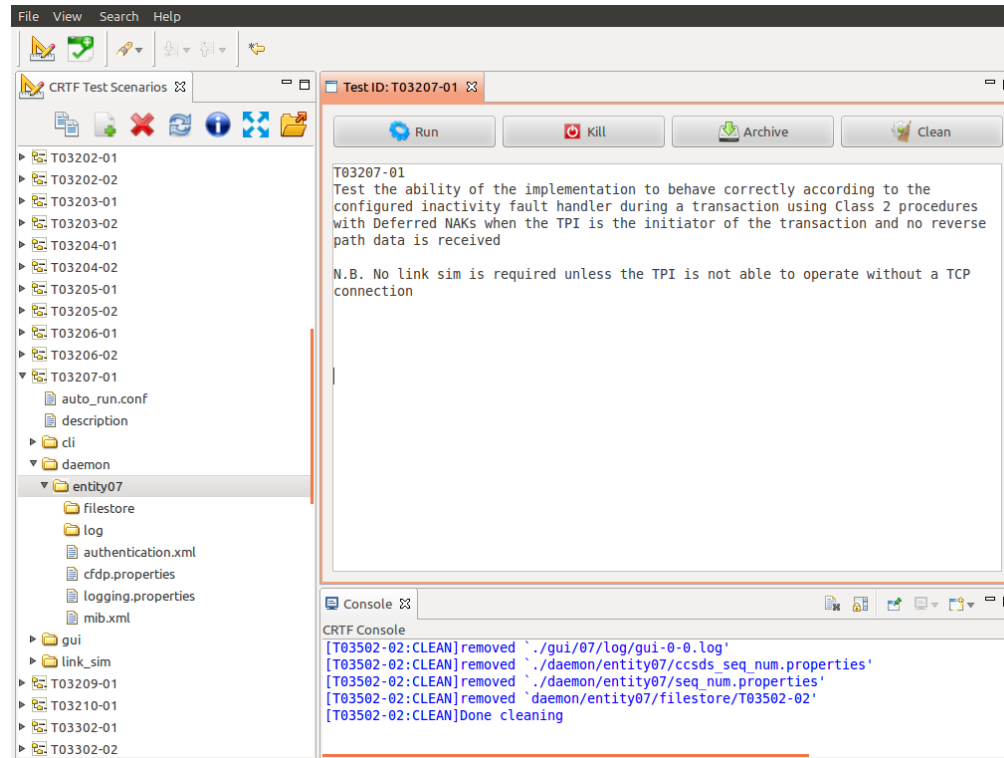 File View Search Help
CRTF Test Scenarios
T03202-01
T03202-02
T03203-01
T03203-02
T03204-01
T03204-02
T03205-01
T03205-02
T03206-01
T03206-02
T03207-01
auto_run.conf
description
cli
daemon
entity07
filestore
log
authentication.xml
cfdp.properties
logging.properties
mib.xml
gui
link_sim
T03209-01
T03210-01
T03302-01
T03302-02
Test ID: T03207-01
Run Kill Archive Clean
T03207-01
Test the ability of the implementation to behave correctly according to the
configured inactivity fault handler during a transaction using Class 2 procedures
with Deferred NAKs when the TPI is the initiator of the transaction and no reverse
path data is received
N.B. No link sim is required unless the TPI is not able to operate without a TCP
connection
Console
CRTF Console
[T03502-02:CLEAN]removed `./gui/07/log/gui-0-0.log'
[T03502-02:CLEAN]removed `./daemon/entity07/ccsds_seq_num.properties'
[T03502-02:CLEAN]removed `./daemon/entity07/seq_num.properties'
[T03502-02:CLEAN]removed `daemon/entity07/filestore/T03502-02'
[T03502-02:CLEAN]Done cleaning